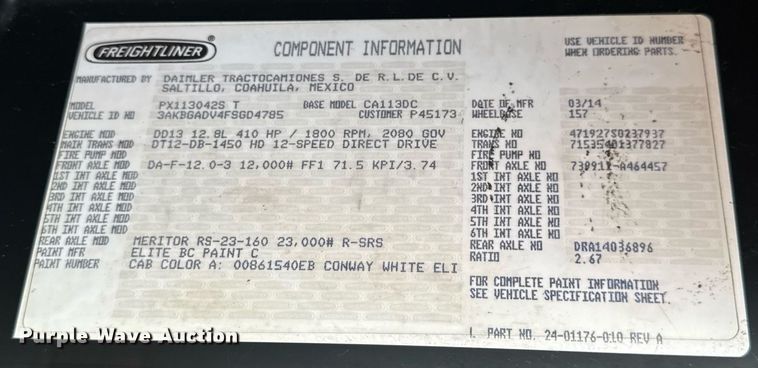 FREIGHTLINER®
COMPONENT INFORMATION
USE VEHICLE ID NUMBER
WHEN ORDERING PARTS.
MANUFACTURED BY DAIMLER TRACTOCAMIONES S. DE R.L.DE C.V.
SALTILLO, COAHUILA, MEXICO
MODEL PX113042S T BASE MODEL CA113DC DATE OF MFR 03/14
VEHICLE ID NO 3AKBGADV4FSGD4785 CUSTOMER P45173 WHEELBASE 157
ENGINE MOD DD13 12.8L 410 HP / 1800 RPM, 2080 GOV ENGINE NO 471927S0237937
MAIN TRANS MOD DT12-DB-1450 HD 12-SPEED DIRECT DRIVE TRANS NO 715354D1377827
FIRE PUMP MOD FIRE PUMP NO
FRONT AXLE MOD DA-F-12.0-3 12,000# FF1 71.5 KPI/3.74 FRONT AXLE NO 730911-A464457
1ST INT AXLE MOD 1ST INT AXLE NO
2ND INT AXLE MOD 2ND INT AXLE NO
3RD INT AXLE MOD 3RD INT AXLE NO
4TH INT AXLE MOD 4TH INT AXLE NO
5TH INT AXLE MOD 5TH INT AXLE NO
6TH INT AXLE MOD 6TH INT AXLE NO
REAR AXLE MOD MERITOR RS-23-160 23,000# R-SRS REAR AXLE NO DRA14036896
PAINT MFR ELITE BC PAINT C RATIO 2.67
PAINT NUMBER CAB COLOR A: 00861540EB CONWAY WHITE ELI
FOR COMPLETE PAINT INFORMATION
SEE VEHICLE SPECIFICATION SHEET.
PART NO. 24-01176-010 REV A
Purple Wave Auction